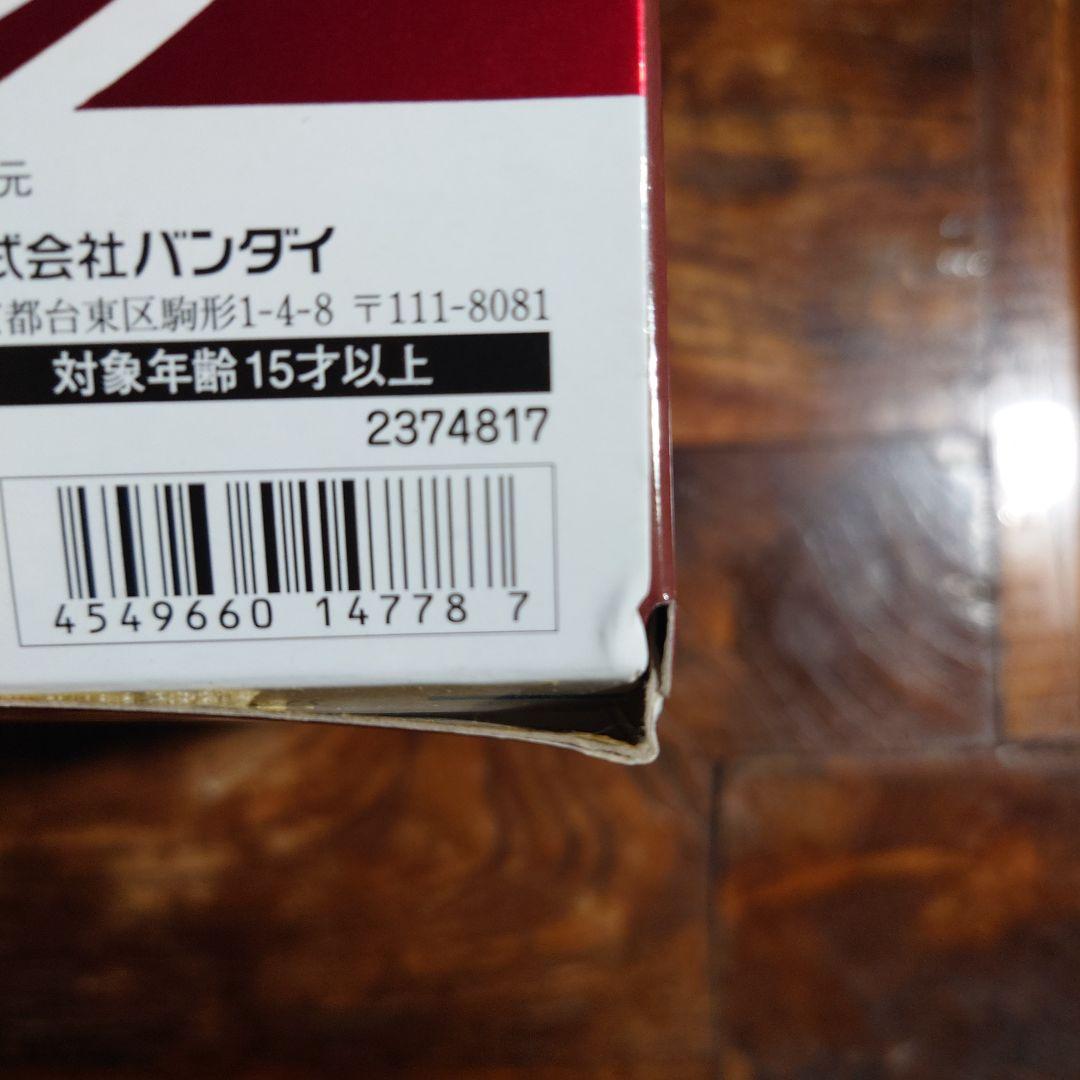 元
式会社バンダイ
都台東区駒形1-4-8 〒111-8081
対象年齢15才以上
2374817
4549660 14778 7